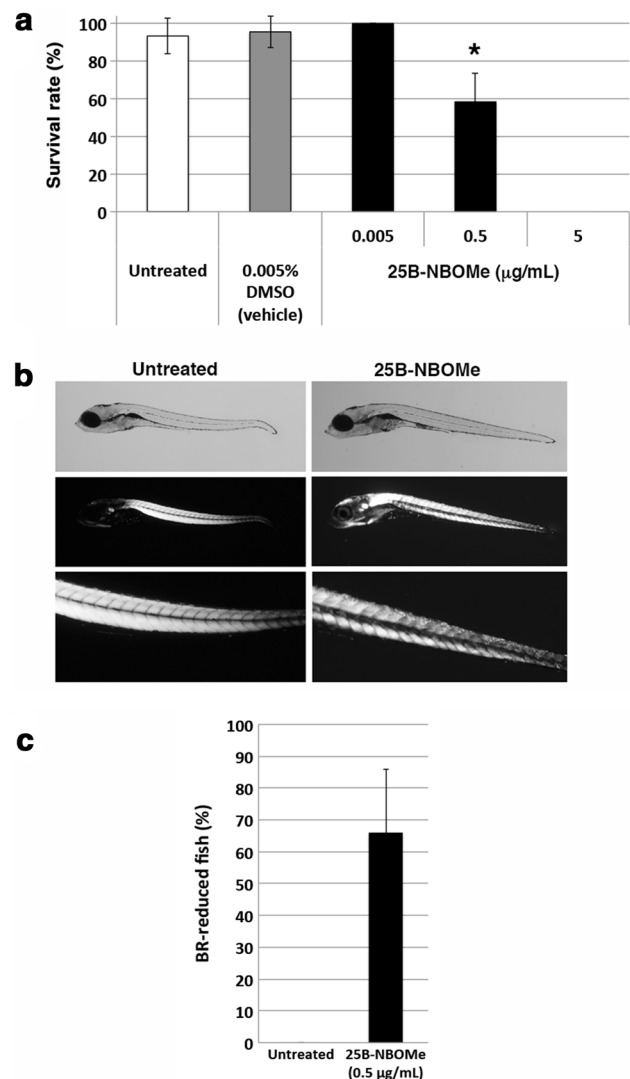 a
Survival rate (%)
100
80
60
40
20
0
*
0.005
0.5
5
Untreated
0.005%
DMSO
(vehicle)
25B-NBOMe (μg/mL)
b
Untreated
25B-NBOMe
c
BR-reduced fish (%)
100
90
80
70
60
50
40
30
20
10
0
Untreated
25B-NBOMe
(0.5 μg/mL)